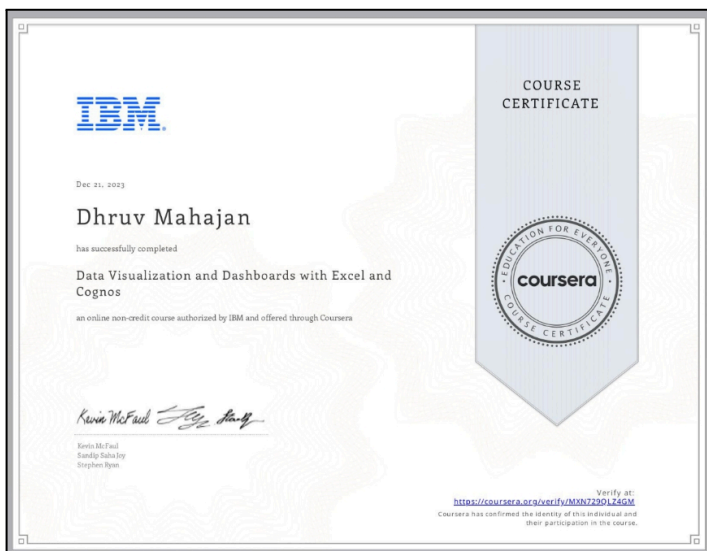 IBM
Dec 21, 2023
Dhruv Mahajan
has successfully completed
Data Visualization and Dashboards with Excel and
Cognos
an online non-credit course authorized by IBM and offered through Coursera
Kevin McFaul
Kevin McFaul
Sandip Saha Joy
Stephen Ryan
COURSE
CERTIFICATE
EDUCATION FOR EVERYONE
coursera
COURSE CERTIFICATE
Verify at:
https://coursera.org/verify/MXN729QLZ4GM
Coursera has confirmed the identity of this individual and
their participation in the course.